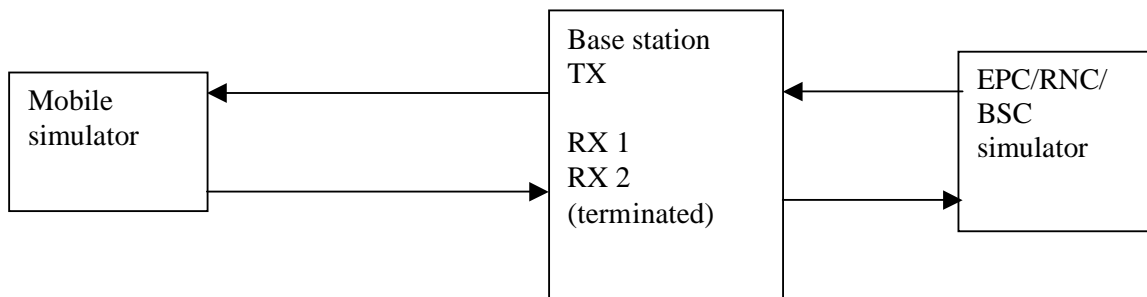 Mobile
simulator
Base station
TX
RX 1
RX 2
(terminated)
EPC/RNC/
BSC
simulator